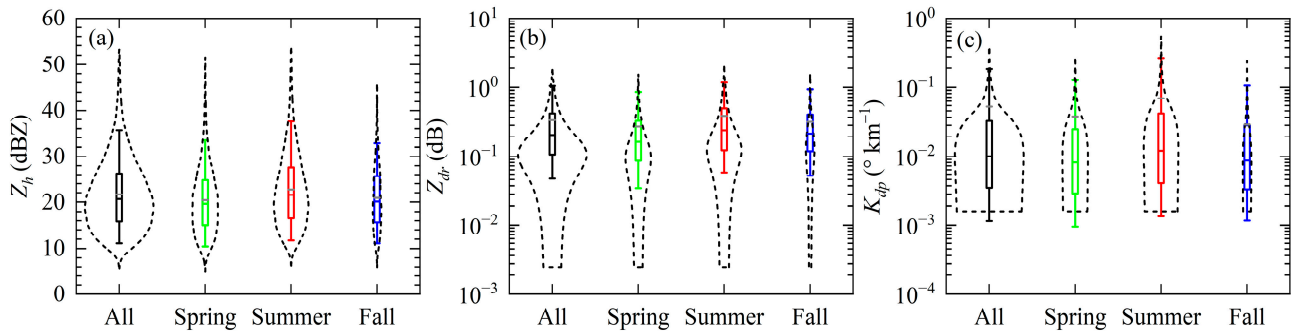 (a)
Z_h (dBZ)
60
50
40
30
20
10
0
All Spring Summer Fall
(b)
Z_dr (dB)
10^1
10^0
10^-1
10^-2
10^-3
All Spring Summer Fall
(c)
K_dp (° km^-1)
10^0
10^-1
10^-2
10^-3
10^-4
All Spring Summer Fall